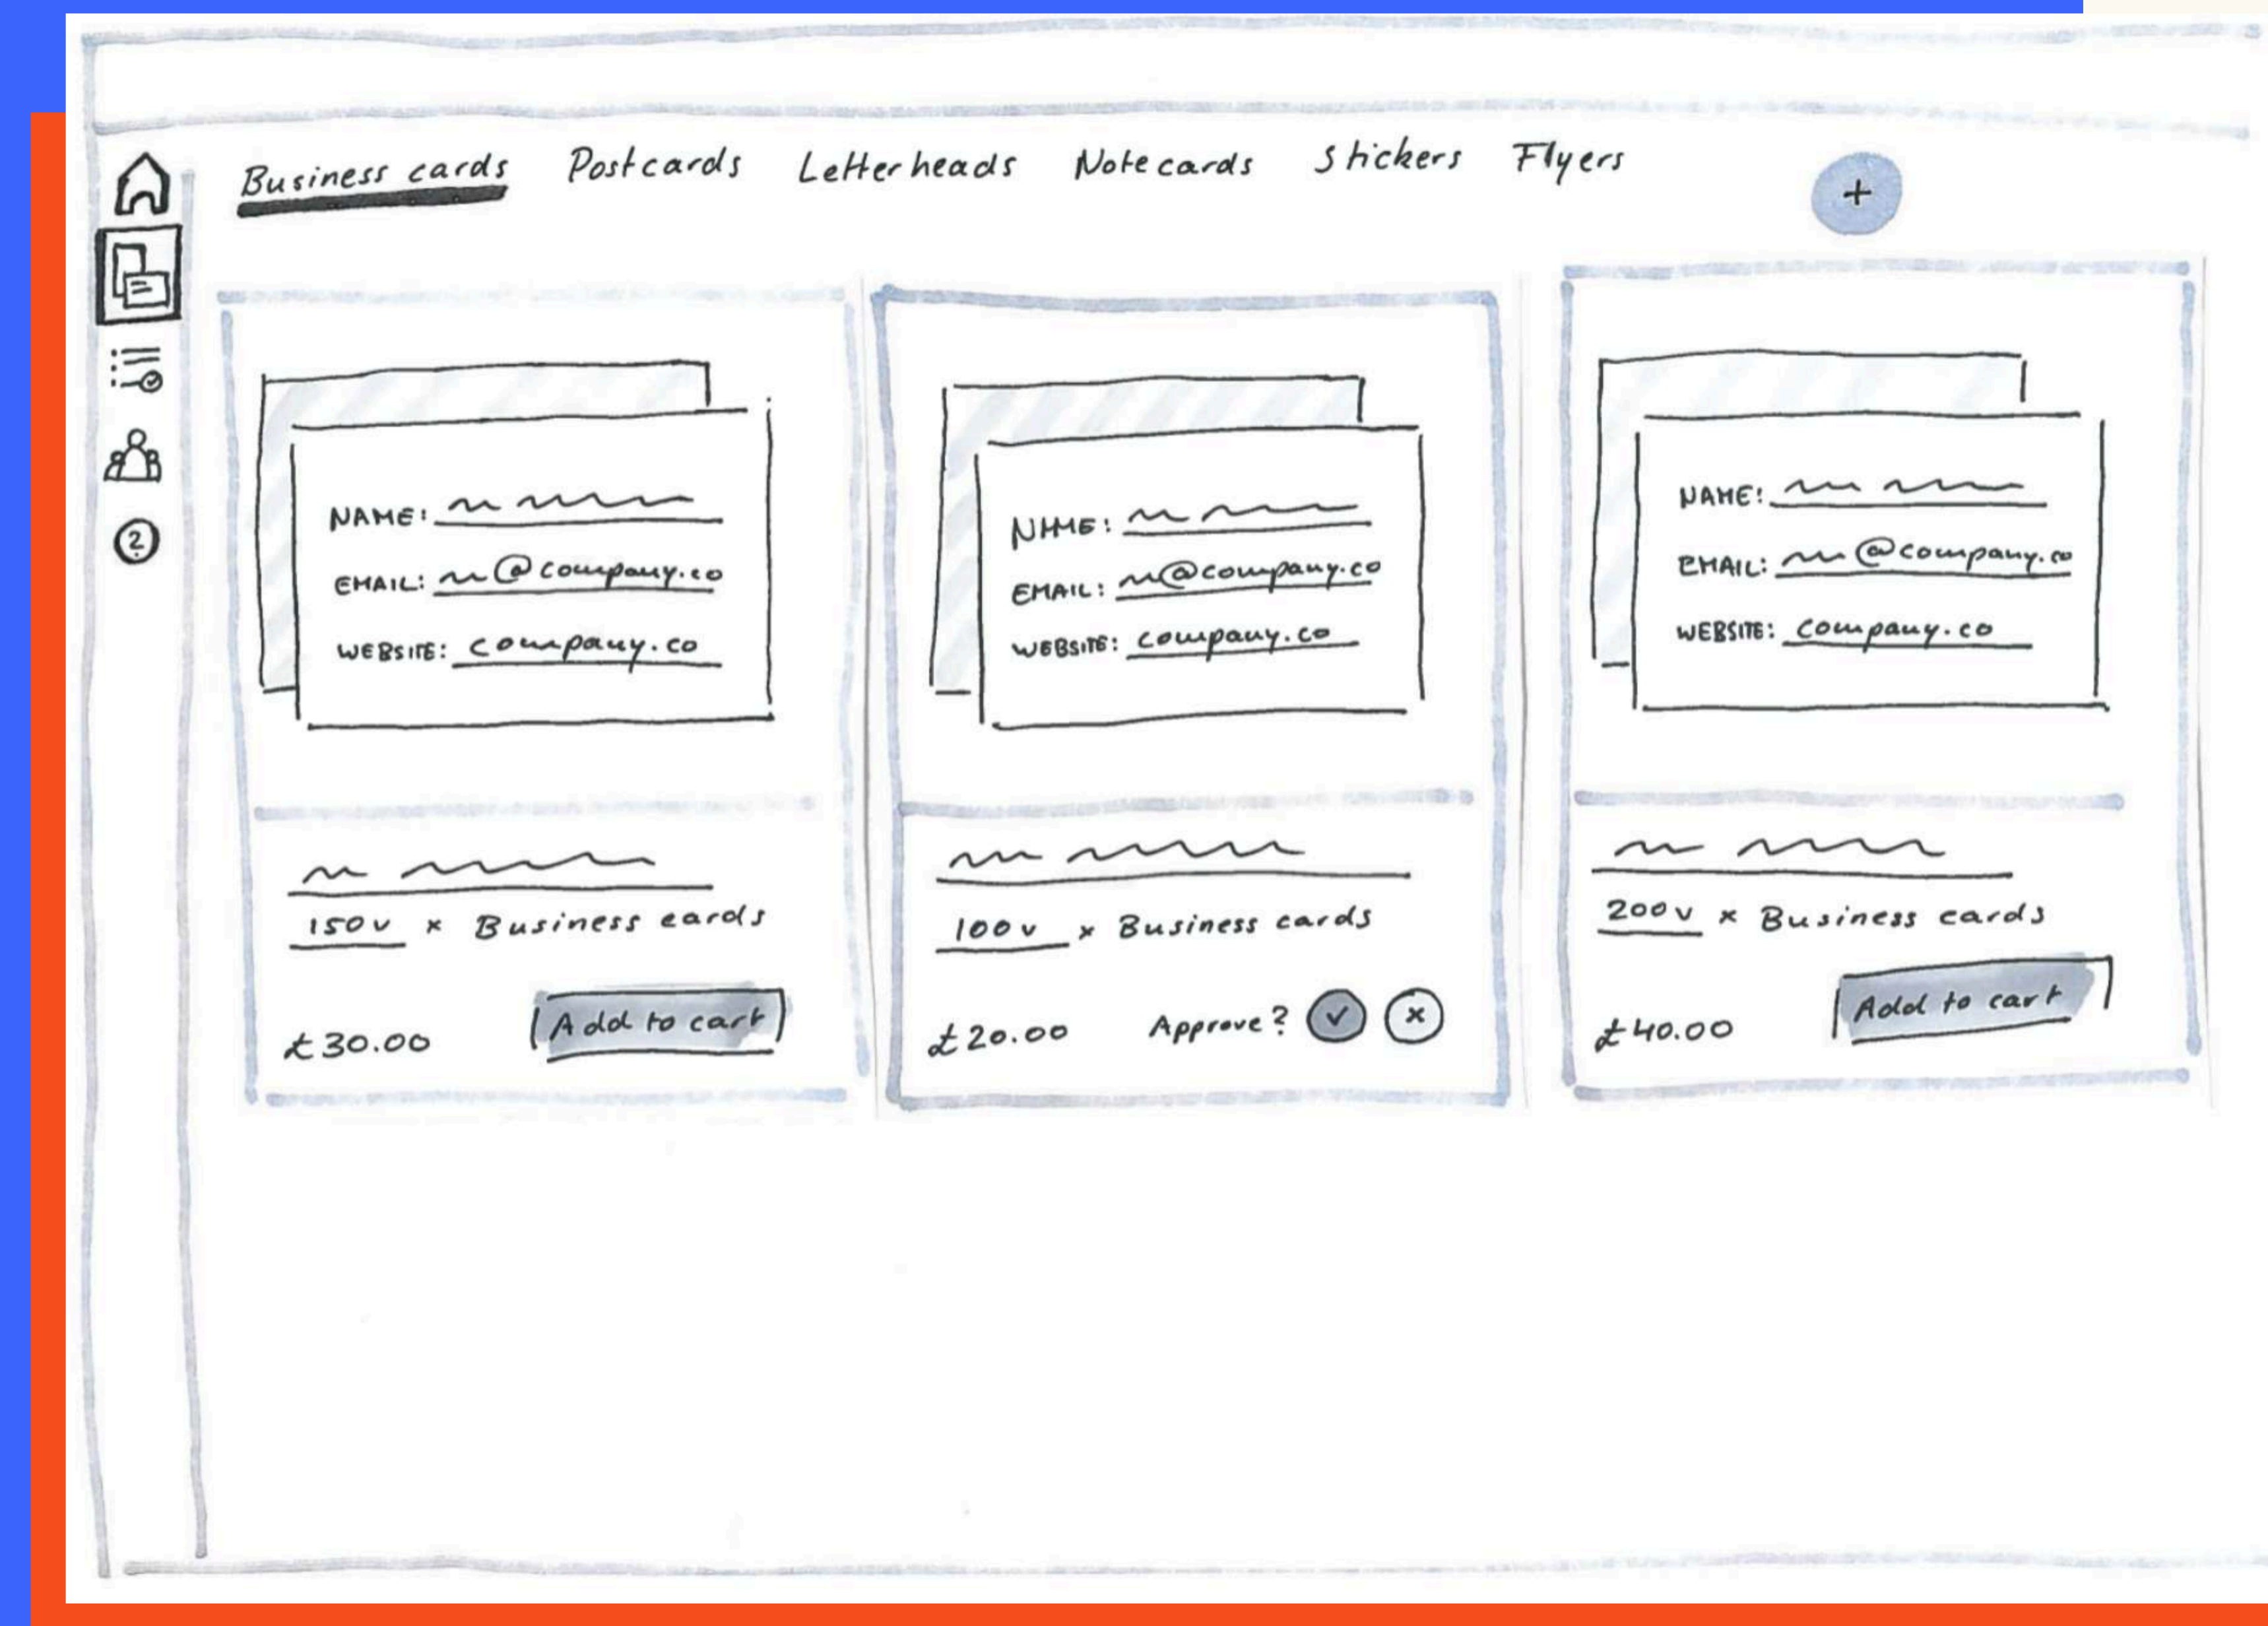 Business cards Postcards Letterheads Notecards Stickers Flyers
+
?
NAME:
EMAIL: @company.co
WEBSITE: company.co
150 v x Business cards
£30.00 Add to cart
NAME:
EMAIL: @company.co
WEBSITE: company.co
100 v x Business cards
£20.00 Approve? ✓ x
NAME:
EMAIL: @company.co
WEBSITE: company.co
200 v x Business cards
£40.00 Add to cart